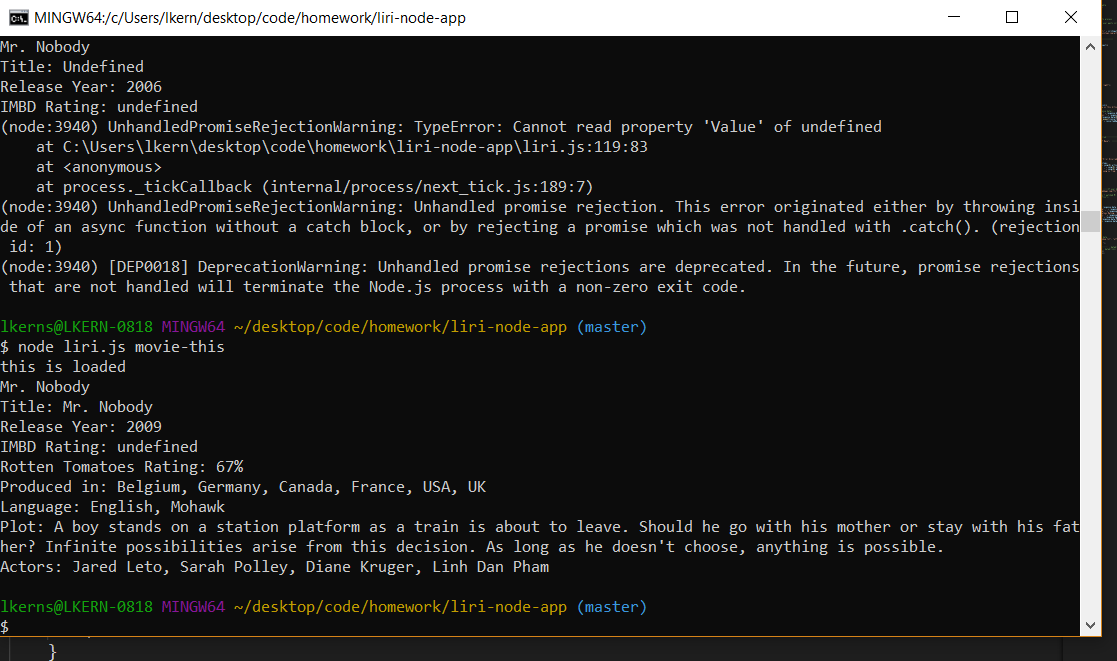 MINGW64:/c/Users/lkern/desktop/code/homework/liri-node-app
Mr. Nobody
Title: Undefined
Release Year: 2006
IMBD Rating: undefined
(node:3940) UnhandledPromiseRejectionWarning: TypeError: Cannot read property 'Value' of undefined
    at C:\Users\lkern\desktop\code\homework\liri-node-app\liri.js:119:83
    at <anonymous>
    at process._tickCallback (internal/process/next_tick.js:189:7)
(node:3940) UnhandledPromiseRejectionWarning: Unhandled promise rejection. This error originated either by throwing insi
de of an async function without a catch block, or by rejecting a promise which was not handled with .catch(). (rejection
 id: 1)
(node:3940) [DEP0018] DeprecationWarning: Unhandled promise rejections are deprecated. In the future, promise rejections
 that are not handled will terminate the Node.js process with a non-zero exit code.
lkerns@LKERN-0818 MINGW64 ~/desktop/code/homework/liri-node-app (master)
$ node liri.js movie-this
this is loaded
Mr. Nobody
Title: Mr. Nobody
Release Year: 2009
IMBD Rating: undefined
Rotten Tomatoes Rating: 67%
Produced in: Belgium, Germany, Canada, France, USA, UK
Language: English, Mohawk
Plot: A boy stands on a station platform as a train is about to leave. Should he go with his mother or stay with his fat
her? Infinite possibilities arise from this decision. As long as he doesn't choose, anything is possible.
Actors: Jared Leto, Sarah Polley, Diane Kruger, Linh Dan Pham
lkerns@LKERN-0818 MINGW64 ~/desktop/code/homework/liri-node-app (master)
$
}